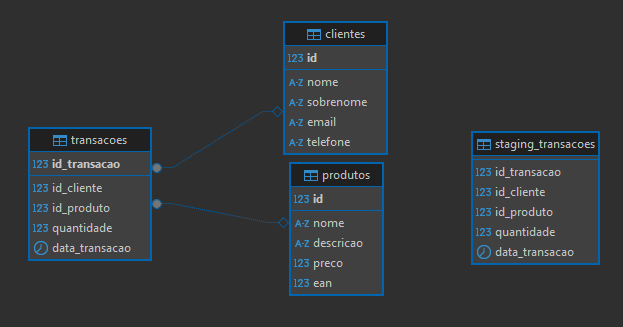 clientes
123 id
A-Z nome
A-Z sobrenome
A-Z email
A-Z telefone
transacoes
123 id_transacao
123 id_cliente
123 id_produto
123 quantidade
data_transacao
produtos
123 id
A-Z nome
A-Z descricao
123 preco
123 ean
staging_transacoes
123 id_transacao
123 id_cliente
123 id_produto
123 quantidade
data_transacao